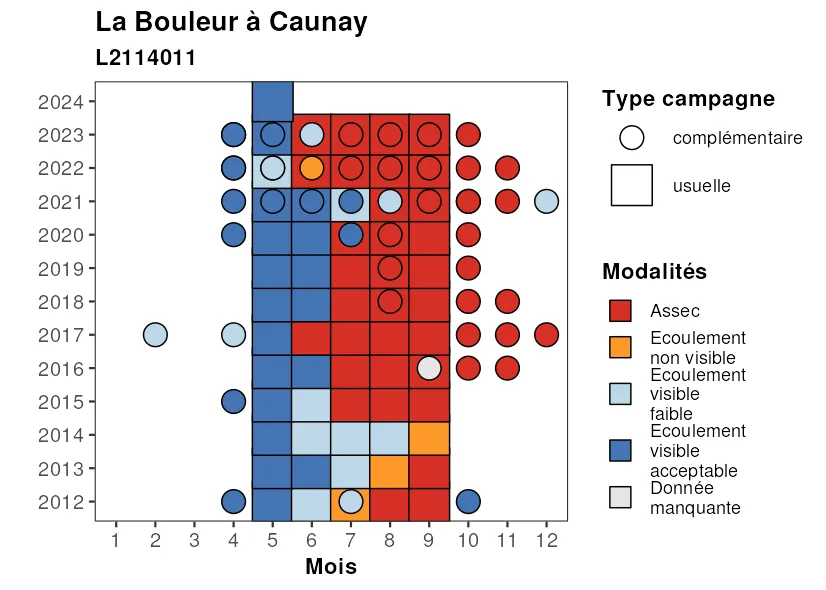 La Bouleur à Caunay
L2114011
2024
2023
2022
2021
2020
2019
2018
2017
2016
2015
2014
2013
2012
1 2 3 4 5 6 7 8 9 10 11 12
Mois
Type campagne
complémentaire
usuelle
Modalités
Assec
Ecoulement
non visible
Ecoulement
visible
faible
Ecoulement
visible
acceptable
Donnée
manquante